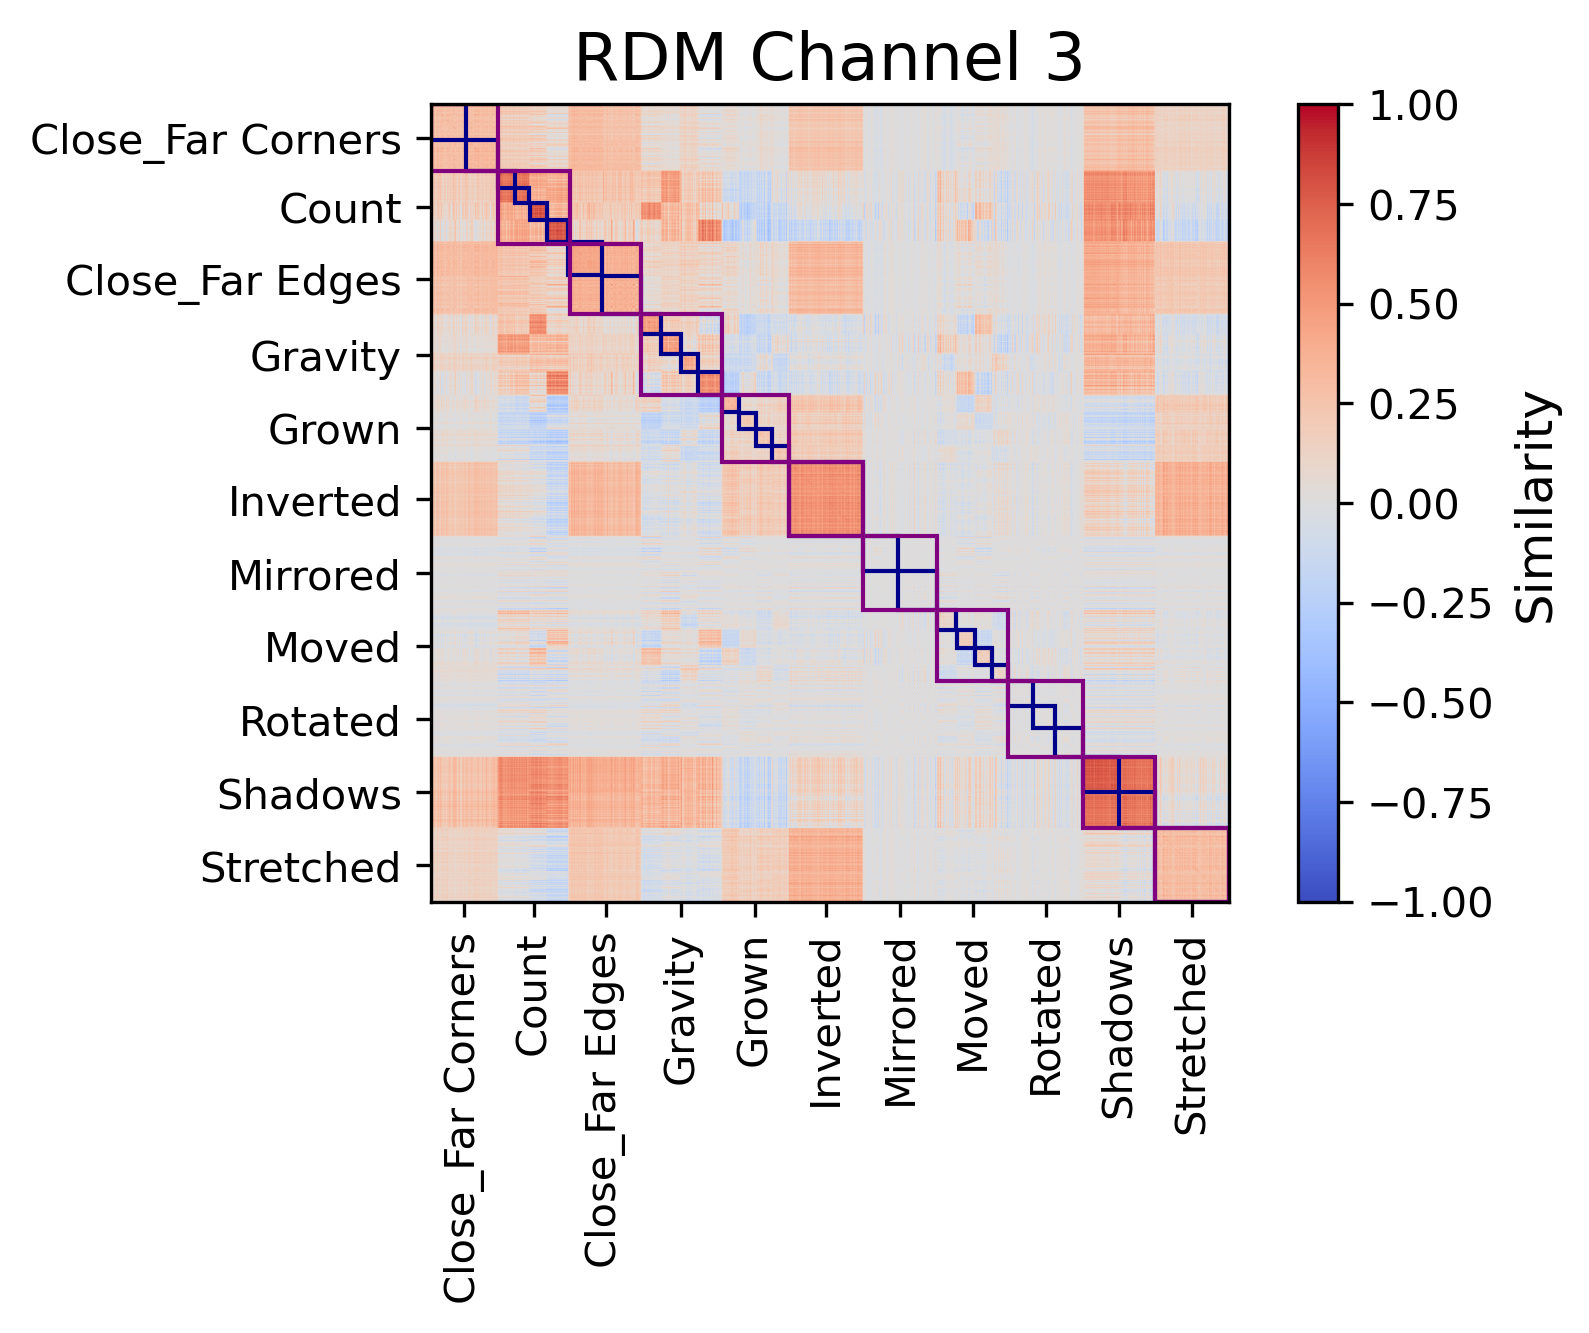 RDM Channel 3
Close_Far Corners
Count
Close_Far Edges
Gravity
Grown
Inverted
Mirrored
Moved
Rotated
Shadows
Stretched
Close_Far Corners
Count
Close_Far Edges
Gravity
Grown
Inverted
Mirrored
Moved
Rotated
Shadows
Stretched
1.00
0.75
0.50
0.25
0.00
−0.25
−0.50
−0.75
−1.00
Similarity